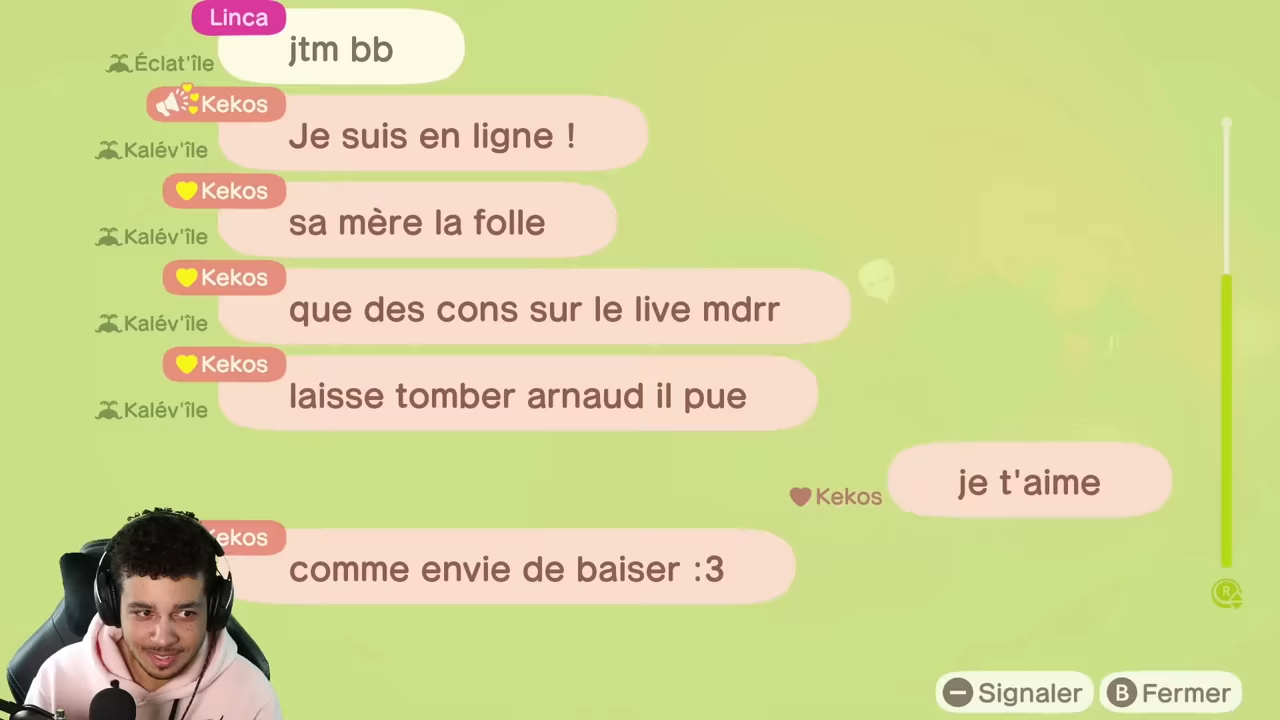 Linca
jtm bb
Éclat'île
Kekos
Je suis en ligne !
Kalév'île
Kekos
sa mère la folle
Kalév'île
Kekos
que des cons sur le live mdrr
Kalév'île
Kekos
laisse tomber arnaud il pue
Kalév'île
je t'aime
Kekos
ekos
comme envie de baiser :3
R
Signaler
B Fermer